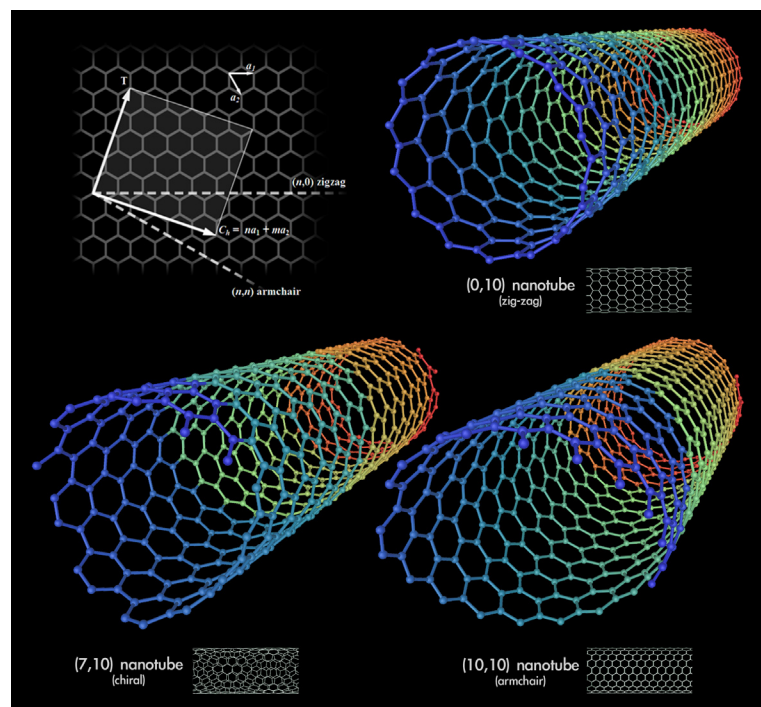 a1
T
a2
(n,0) zigzag
Ch = na1 + ma2
(n,n) armchair
(0,10) nanotube
(zig-zag)
(7,10) nanotube
(chiral)
(10,10) nanotube
(armchair)